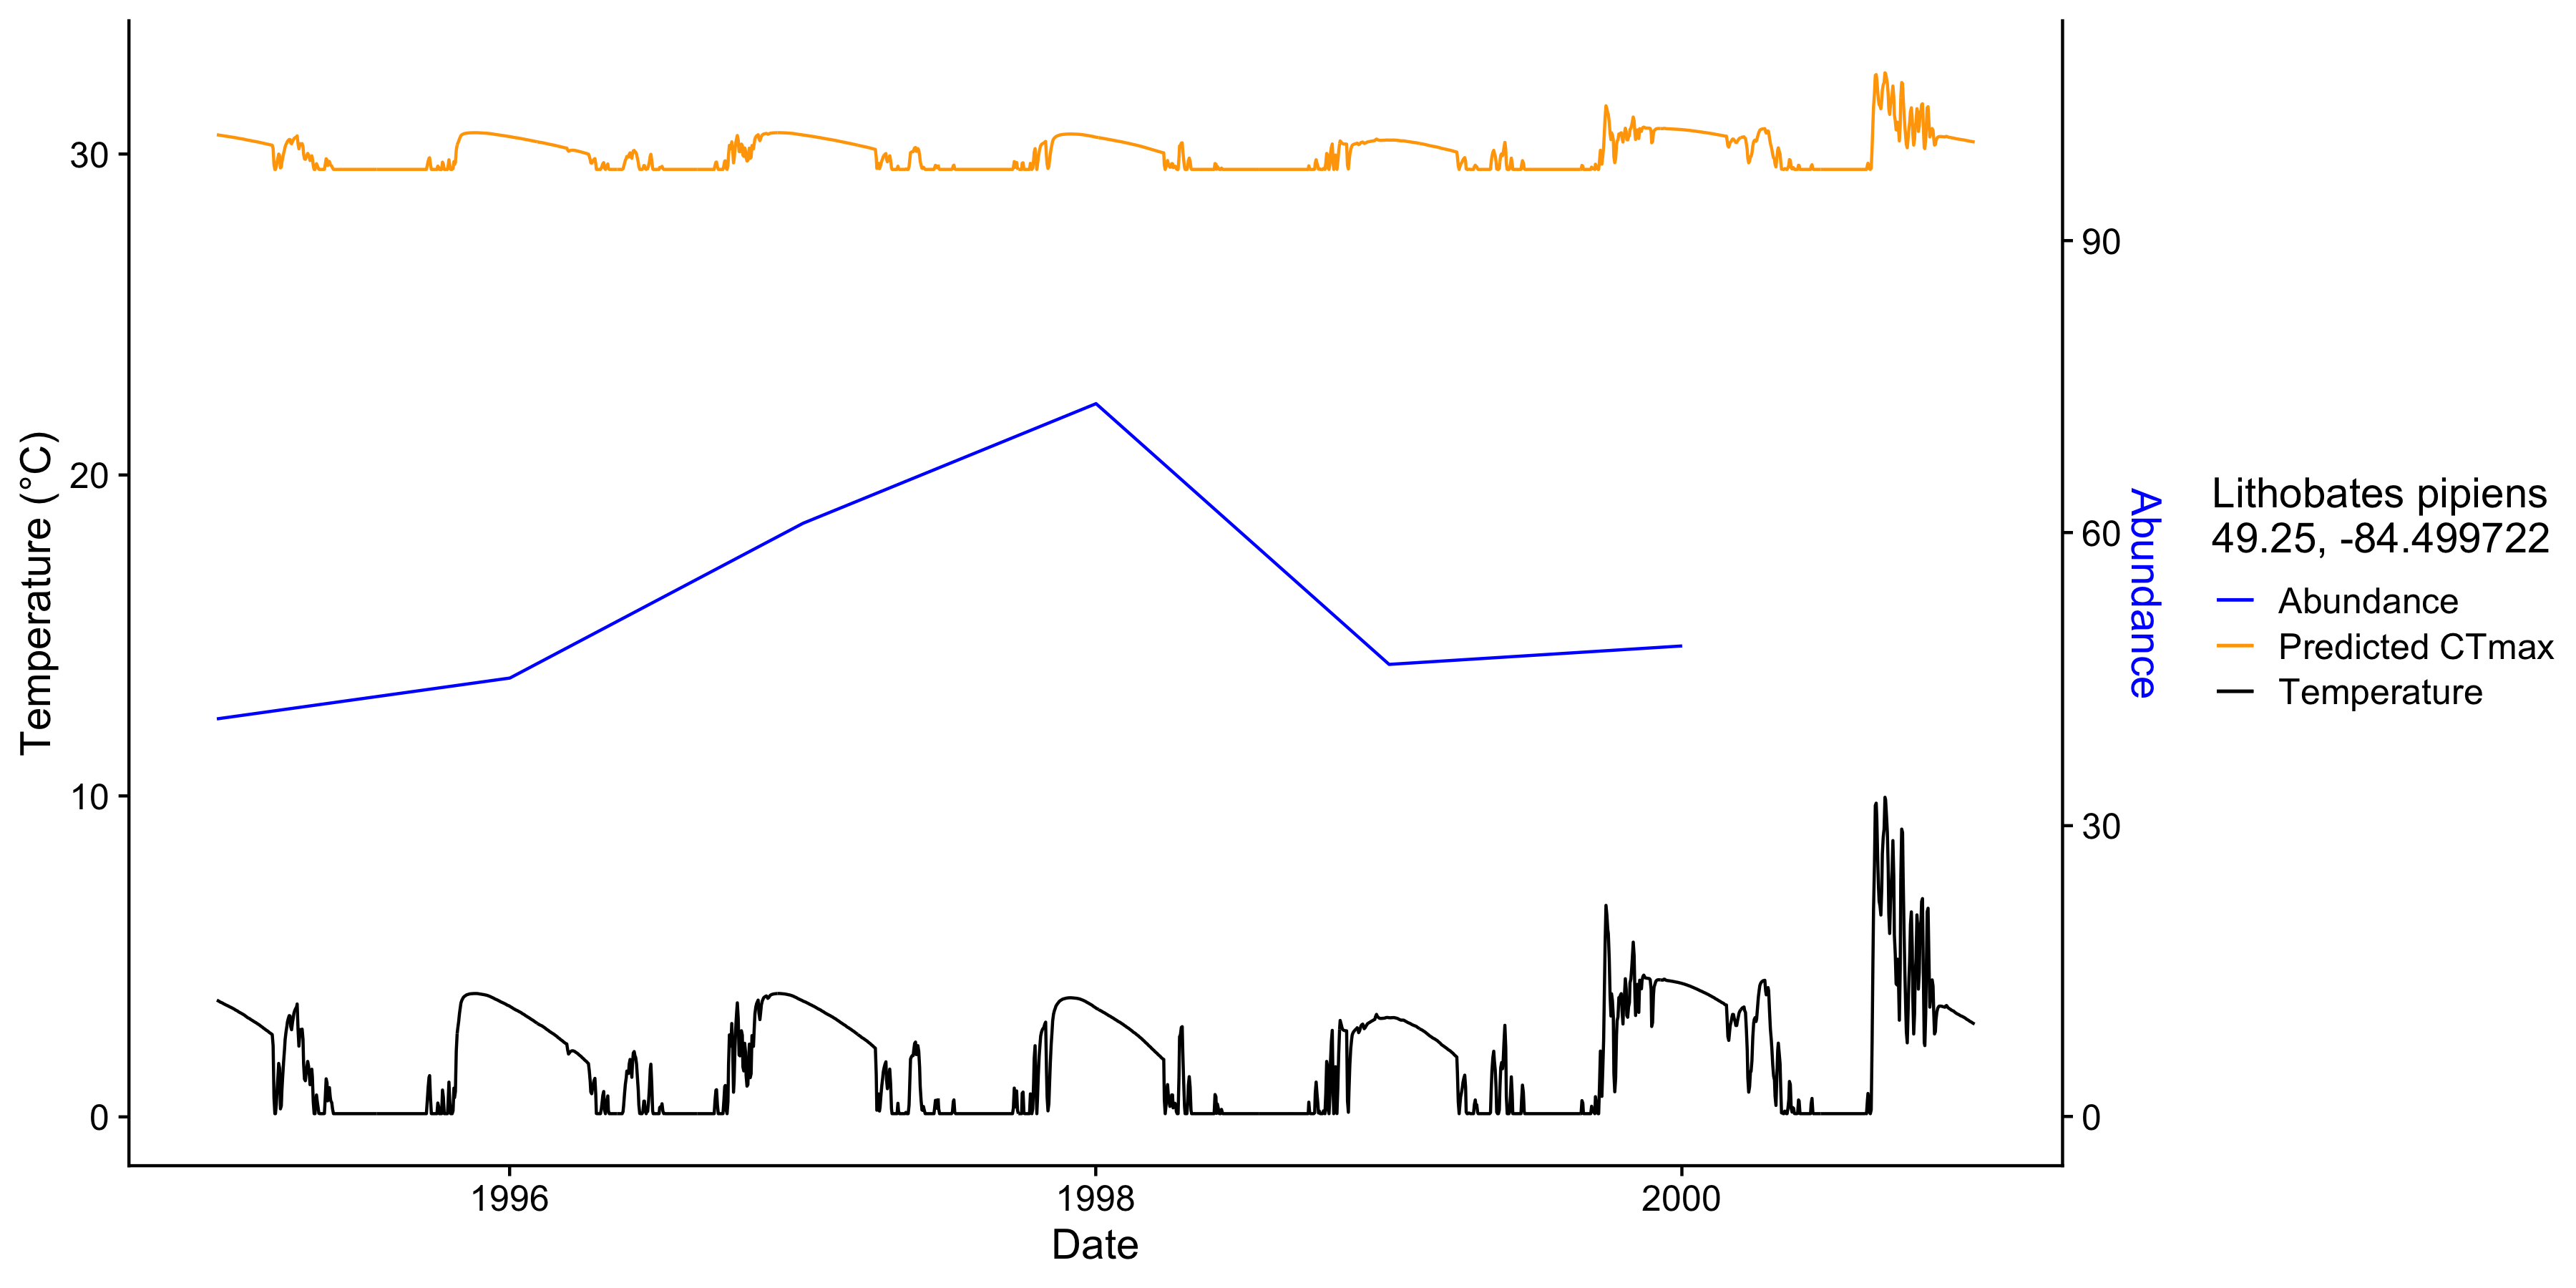 Temperature (°C)
30
20
10
0
1996
1998
2000
Date
90
60
30
0
Abundance
Lithobates pipiens
49.25, -84.499722
Abundance
Predicted CTmax
Temperature